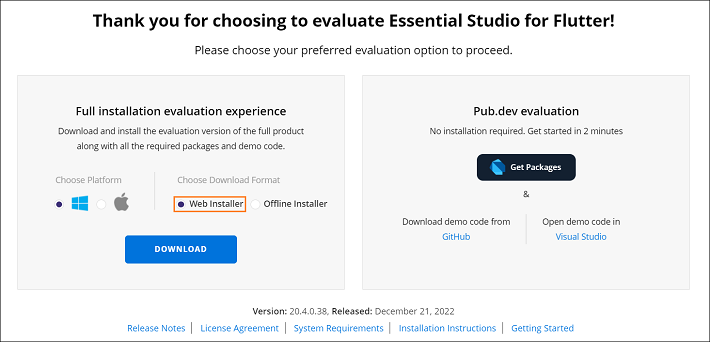 Thank you for choosing to evaluate Essential Studio for Flutter!
Please choose your preferred evaluation option to proceed.
Full installation evaluation experience
Download and install the evaluation version of the full product
along with all the required packages and demo code.
Choose Platform
Choose Download Format
Web Installer
Offline Installer
DOWNLOAD
Pub.dev evaluation
No installation required. Get started in 2 minutes
Get Packages
&
Download demo code from
GitHub
Open demo code in
Visual Studio
Version: 20.4.0.38, Released: December 21, 2022
Release Notes | License Agreement | System Requirements | Installation Instructions | Getting Started